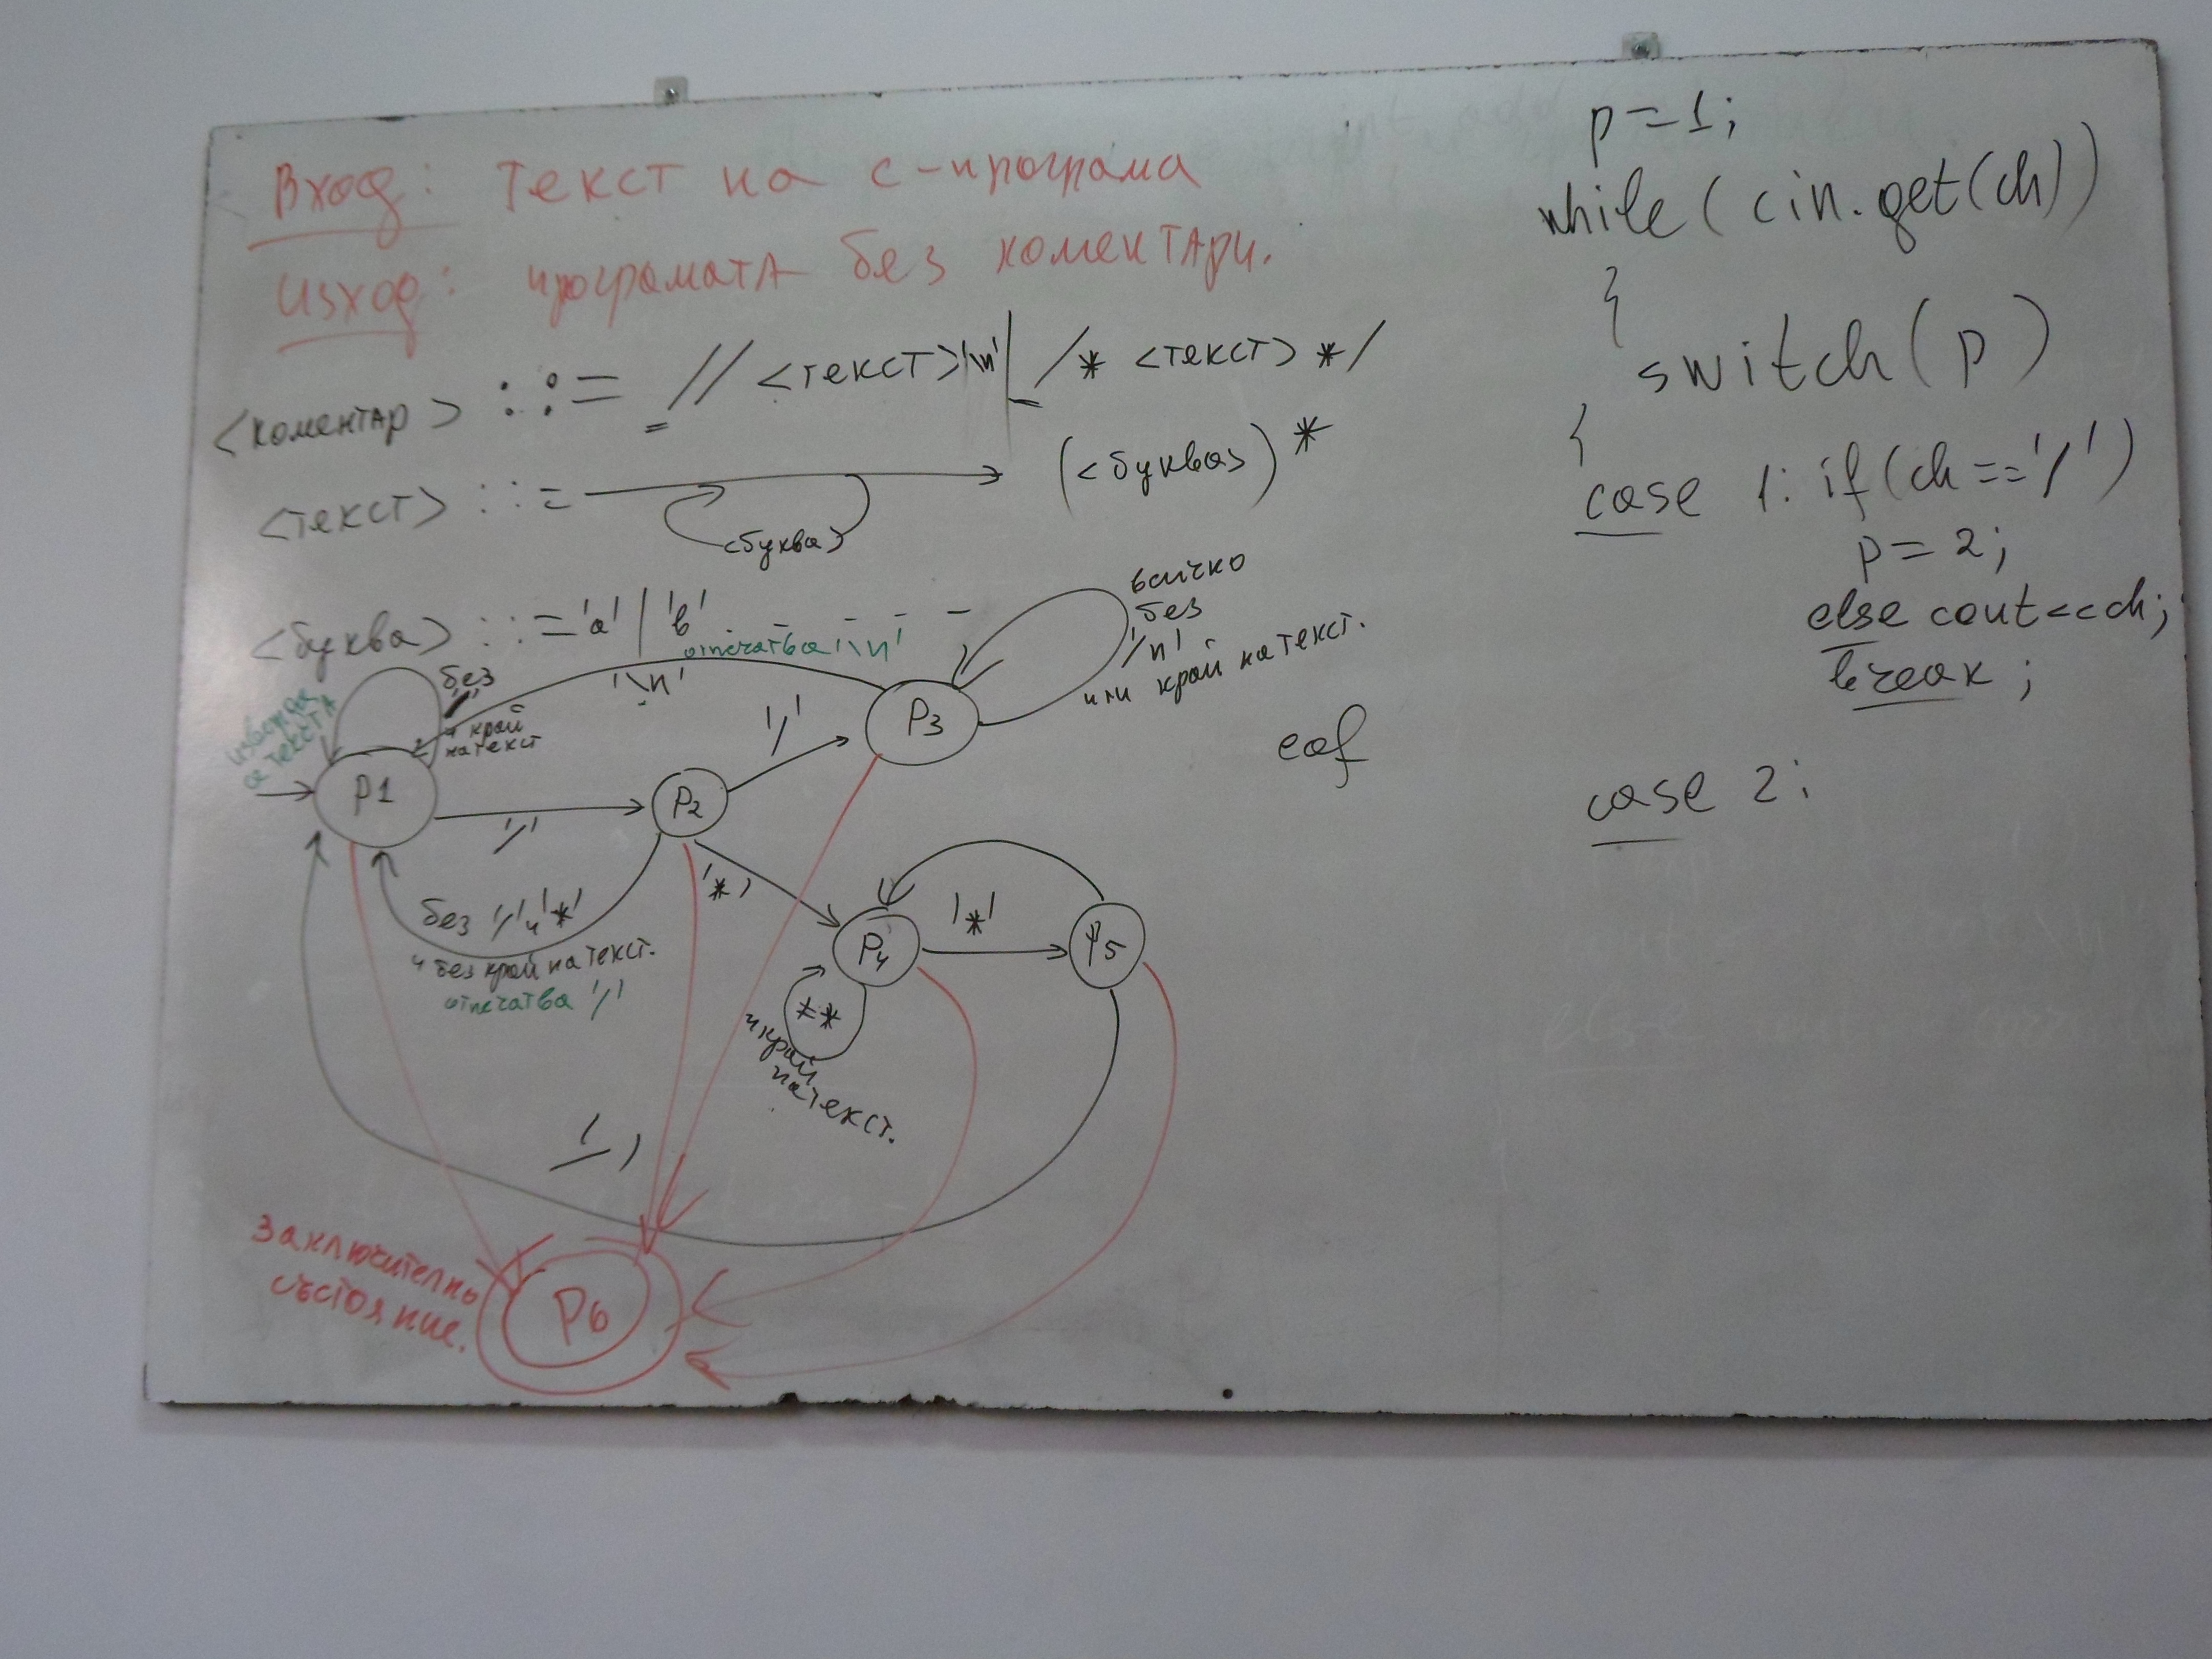 Вход: Текст на с-програма
Изход: програмата без коментари.
<коментар> ::= // <текст>'\n' | /* <текст> */
<текст> ::= <буква> (<буква>)*
<буква> ::= 'a' | 'b' - - - -
отпечатва '\n'
всичко
без
'\n'
или край на текст.
без '/'
и край
на текст
'\n'
извежда
се текста
P1
'/'
P2
'/'
P3
eof
'*'
без '/' и '*'
и без край на текст.
отпечатва '/'
P4
'*'
P5
≠*
и край
на текст.
'/'
заключително
състояние.
P6
p=1;
while (cin.get(ch))
{
switch(p)
{
case 1: if(ch=='/')
p=2;
else cout<<ch;
break;
case 2: